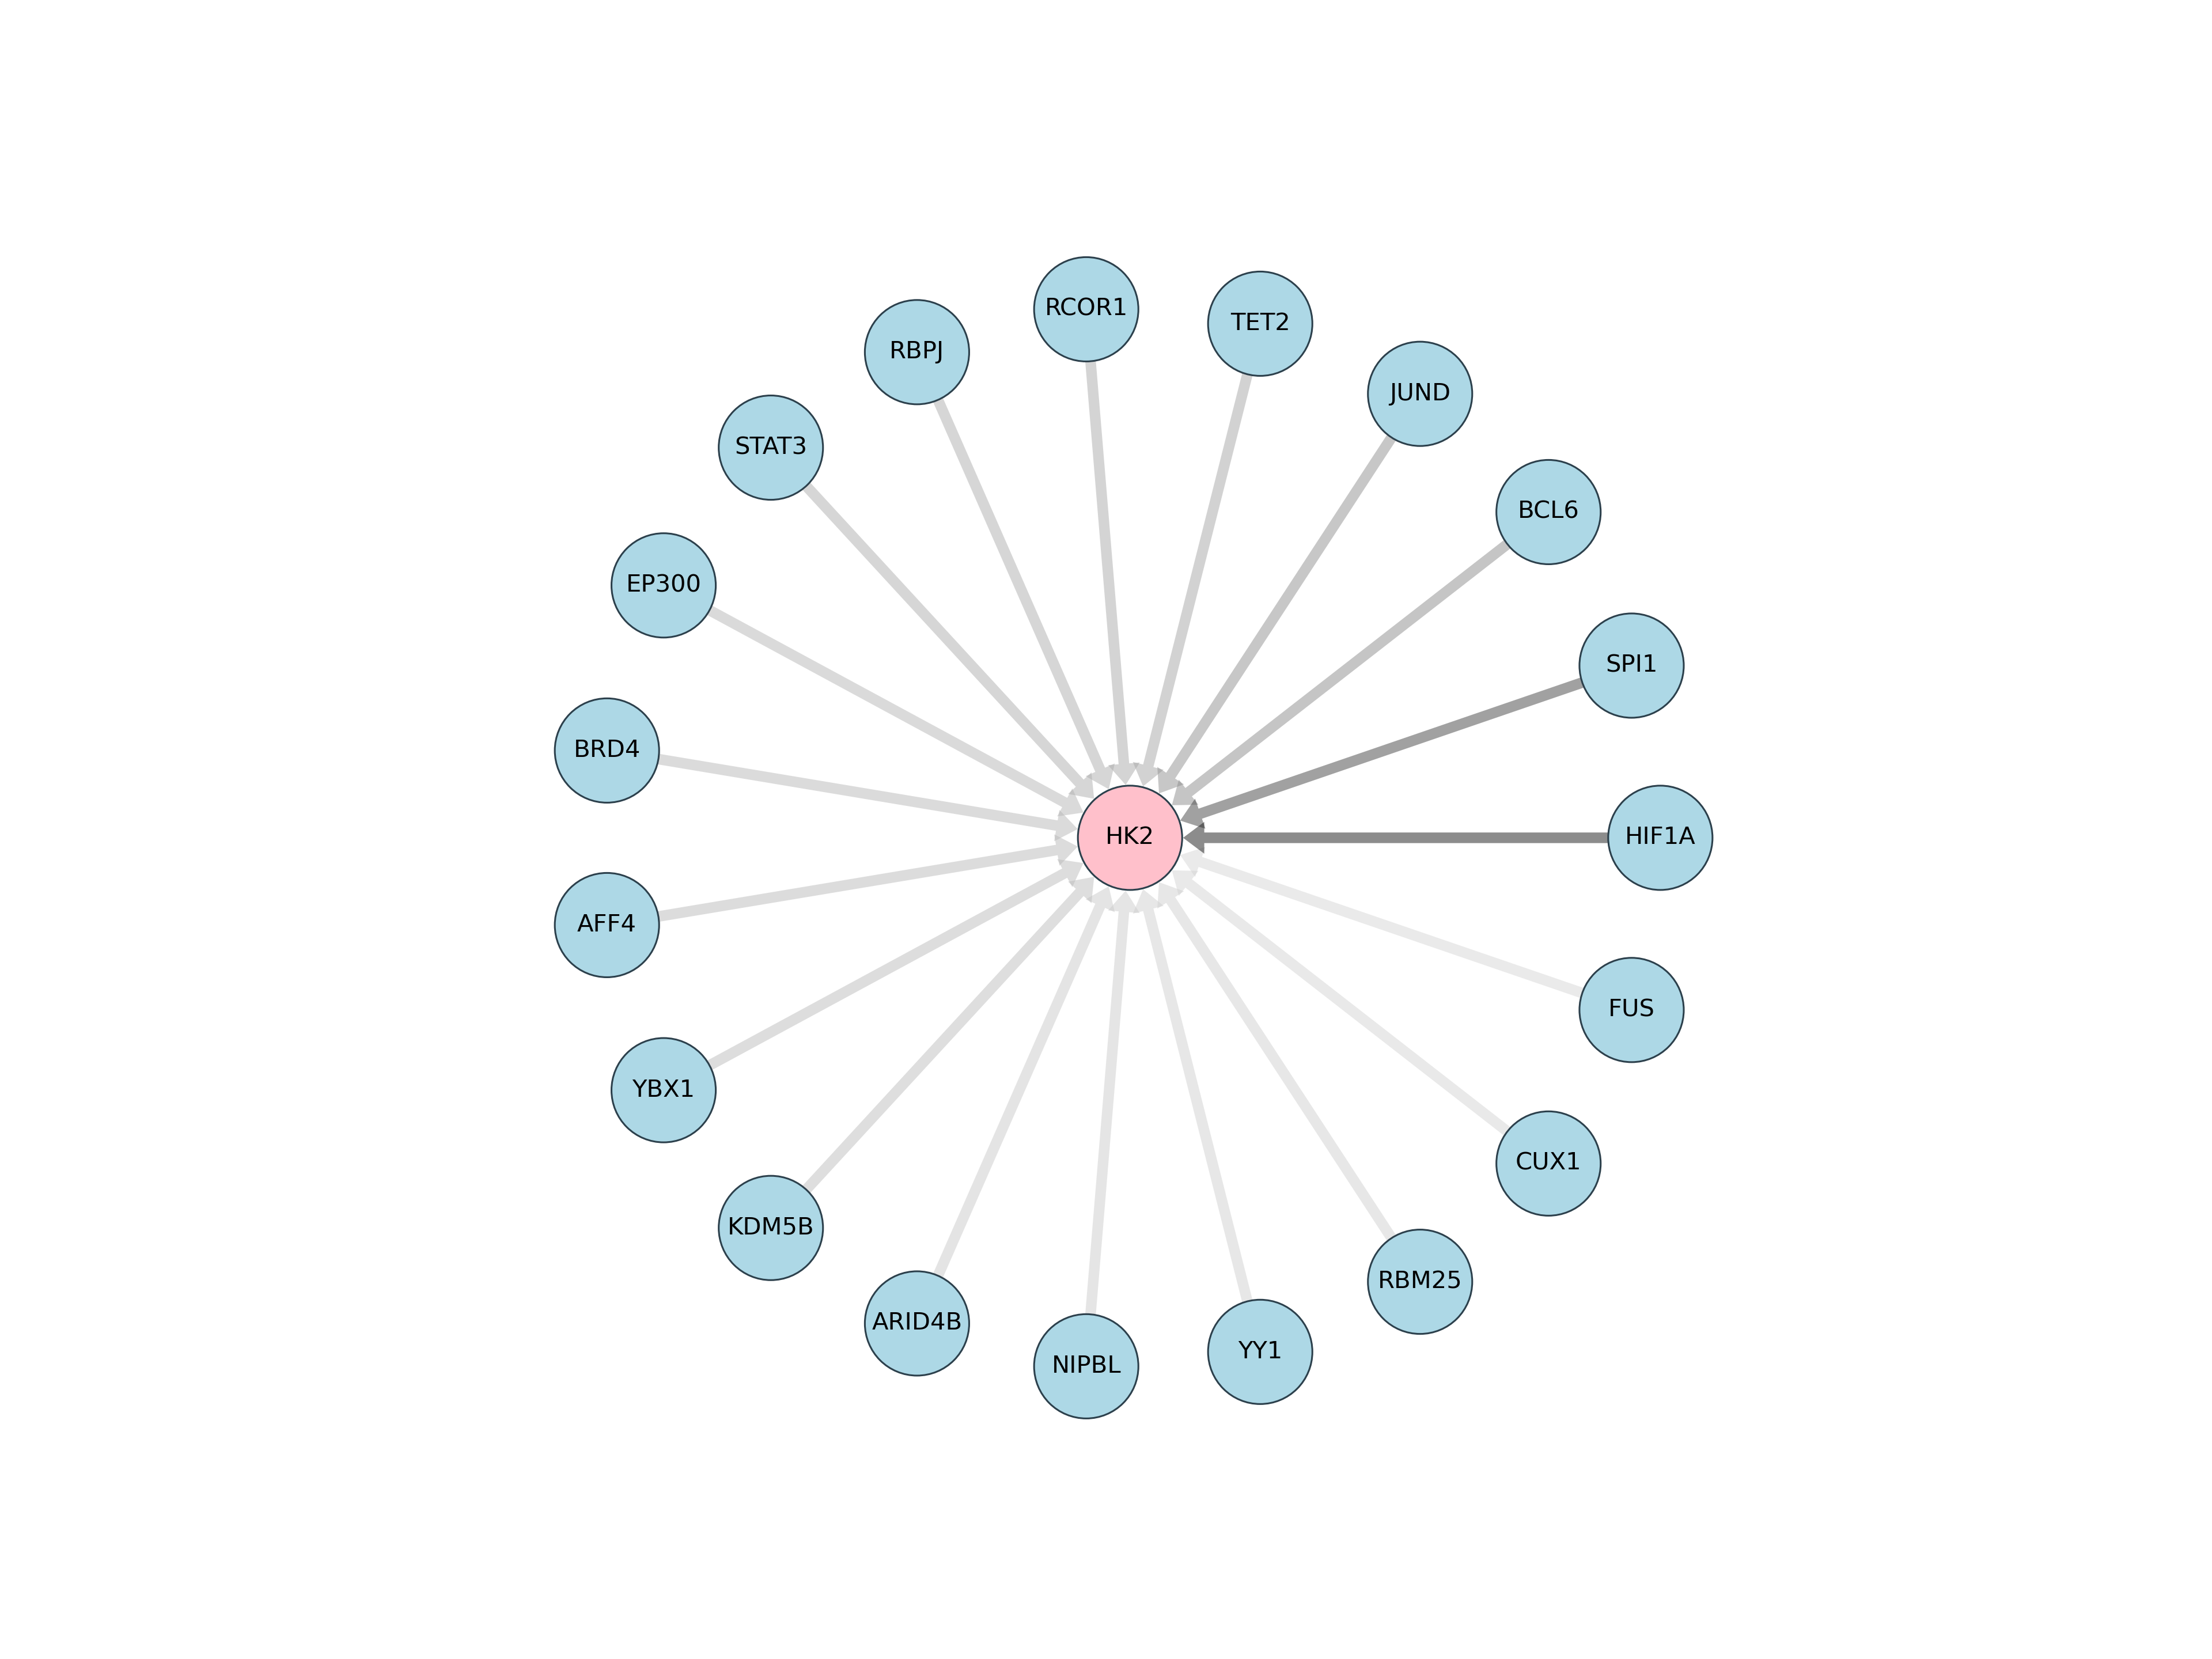 RCOR1
TET2
RBPJ
JUND
STAT3
BCL6
EP300
SPI1
BRD4
HK2
HIF1A
AFF4
FUS
YBX1
CUX1
KDM5B
RBM25
ARID4B
YY1
NIPBL